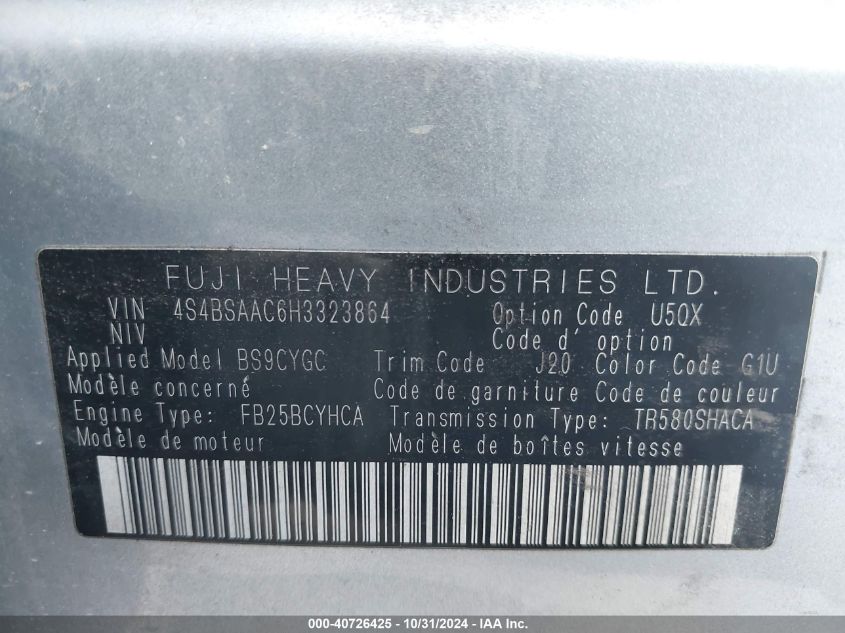 FUJI HEAVY INDUSTRIES LTD.
VIN 4S4BSAAC6H3323864 Option Code U5QX
NIV Code d' option
Applied Model BS9CYGC Trim Code J20 Color Code G1U
Modèle concerné Code de garniture Code de couleur
Engine Type: FB25BCYHCA Transmission Type: TR580SHACA
Modèle de moteur Modèle de boîtes vitesse
000-40726425 - 10/31/2024 - IAA Inc.